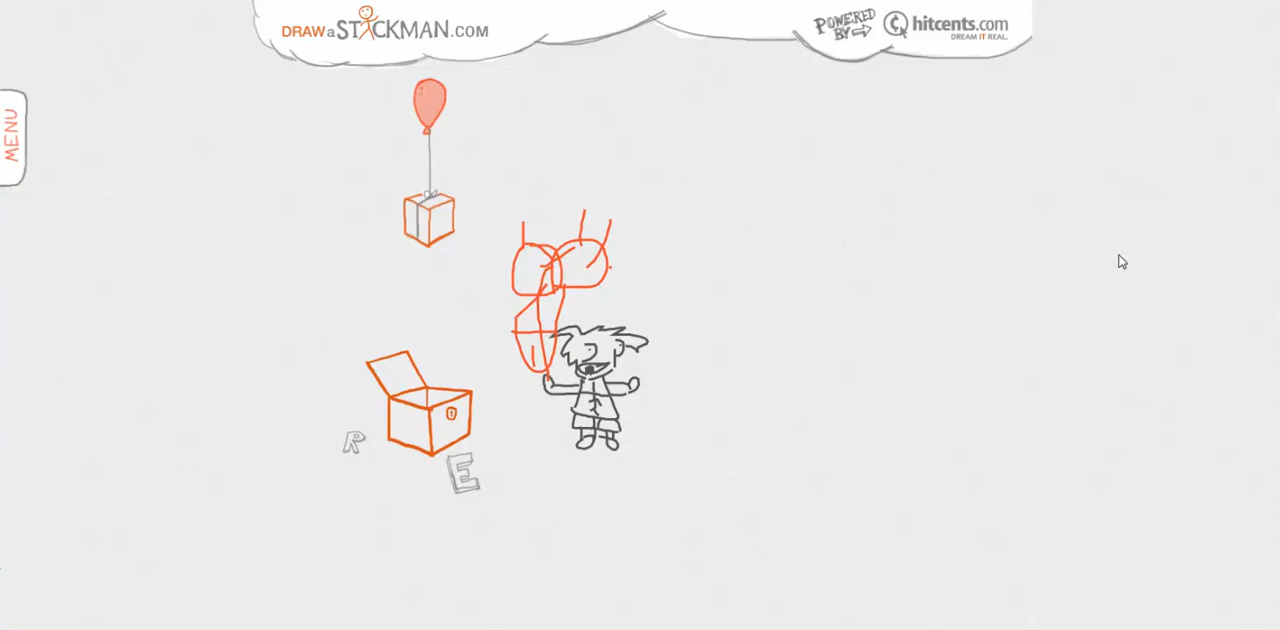 DRAWaSTICKMAN.COM
POWERED
BY
hitcents.com
DREAM IT REAL.
MENU
R
E